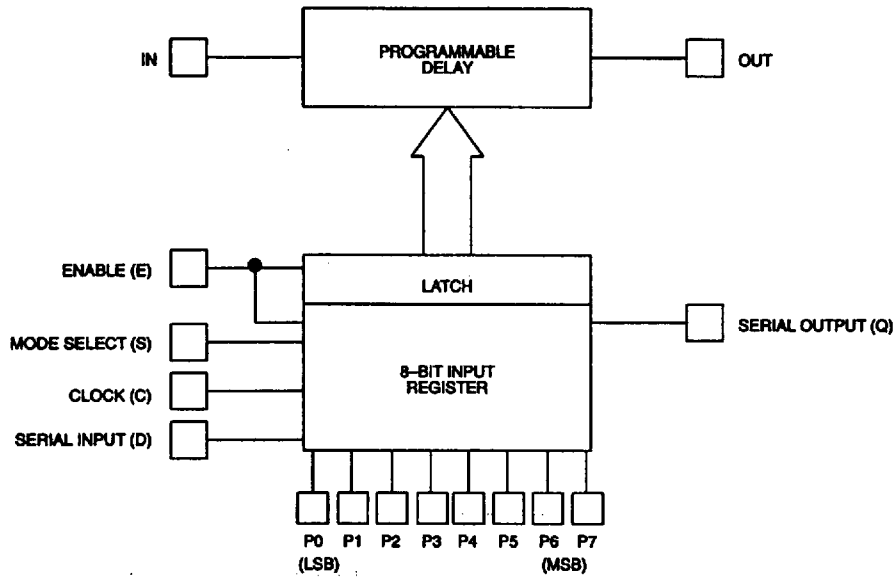 IN
PROGRAMMABLE
DELAY
OUT
ENABLE (E)
LATCH
SERIAL OUTPUT (Q)
MODE SELECT (S)
8–BIT INPUT
REGISTER
CLOCK (C)
SERIAL INPUT (D)
P0 P1 P2 P3 P4 P5 P6 P7
(LSB) (MSB)